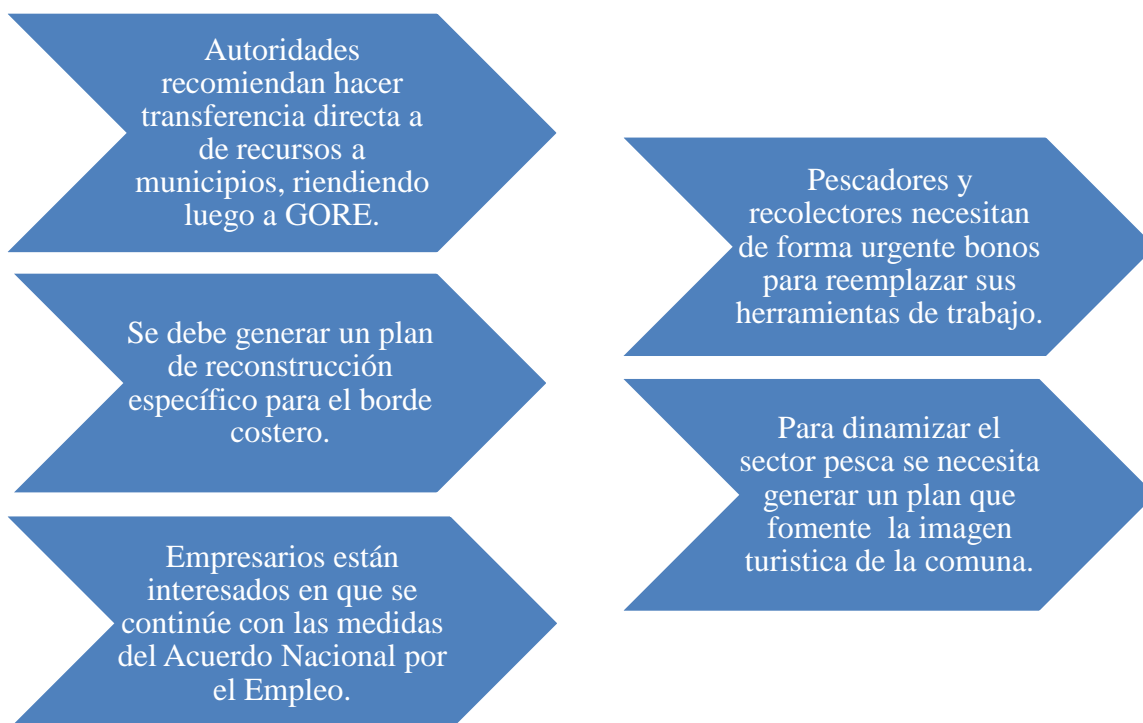 Autoridades
recomiendan hacer
transferencia directa a
de recursos a
municipios, riendiendo
luego a GORE.
Se debe generar un plan
de reconstrucción
específico para el borde
costero.
Empresarios están
interesados en que se
continúe con las medidas
del Acuerdo Nacional por
el Empleo.
Pescadores y
recolectores necesitan
de forma urgente bonos
para reemplazar sus
herramientas de trabajo.
Para dinamizar el
sector pesca se necesita
generar un plan que
fomente  la imagen
turistica de la comuna.